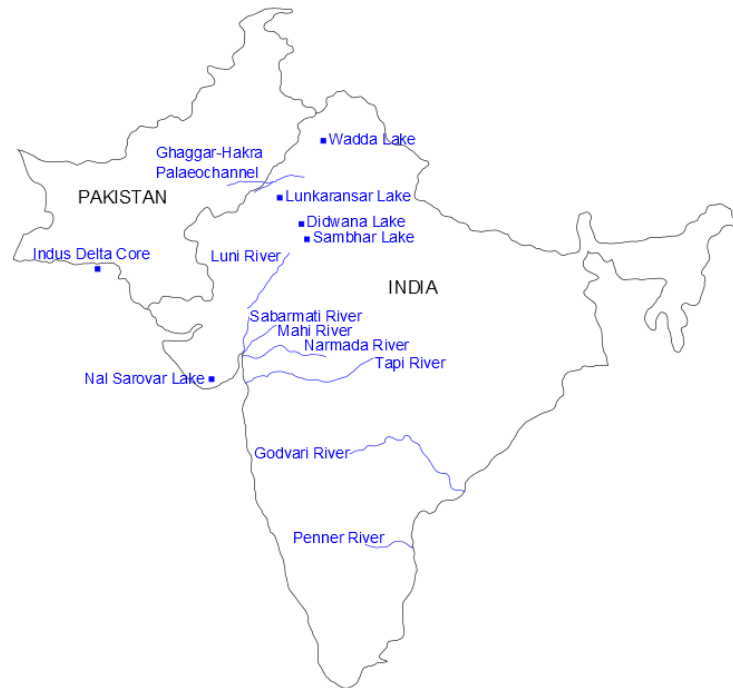 Wadda Lake
Ghaggar-Hakra
Palaeochannel
PAKISTAN
Lunkaransar Lake
Didwana Lake
Sambhar Lake
Indus Delta Core
Luni River
INDIA
Sabarmati River
Mahi River
Narmada River
Tapi River
Nal Sarovar Lake
Godvari River
Penner River